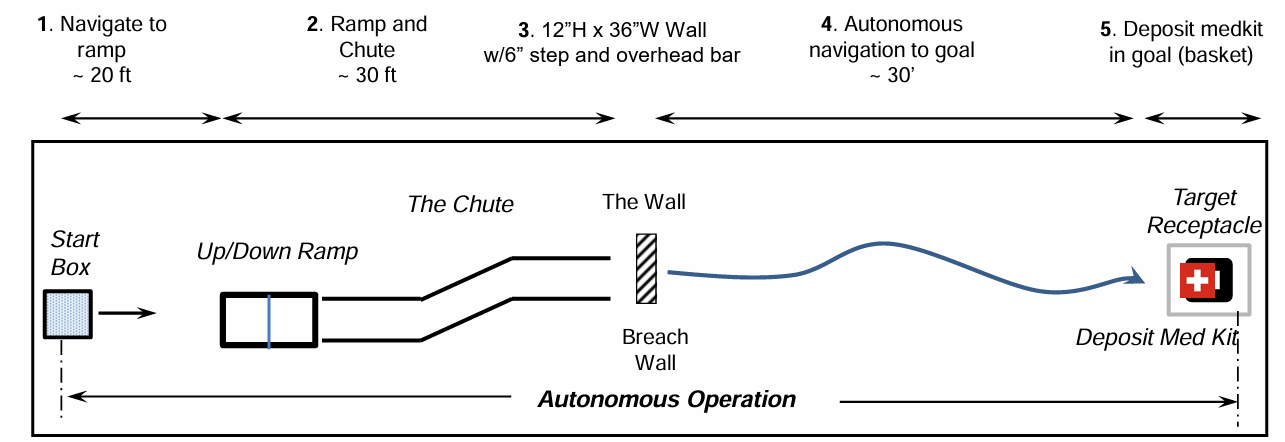 1. Navigate to
ramp
~ 20 ft
2. Ramp and
Chute
~ 30 ft
3. 12”H x 36”W Wall
w/6” step and overhead bar
4. Autonomous
navigation to goal
~ 30’
5. Deposit medkit
in goal (basket)
Start
Box
Up/Down Ramp
The Chute
The Wall
Breach
Wall
Target
Receptacle
Deposit Med Kit
Autonomous Operation